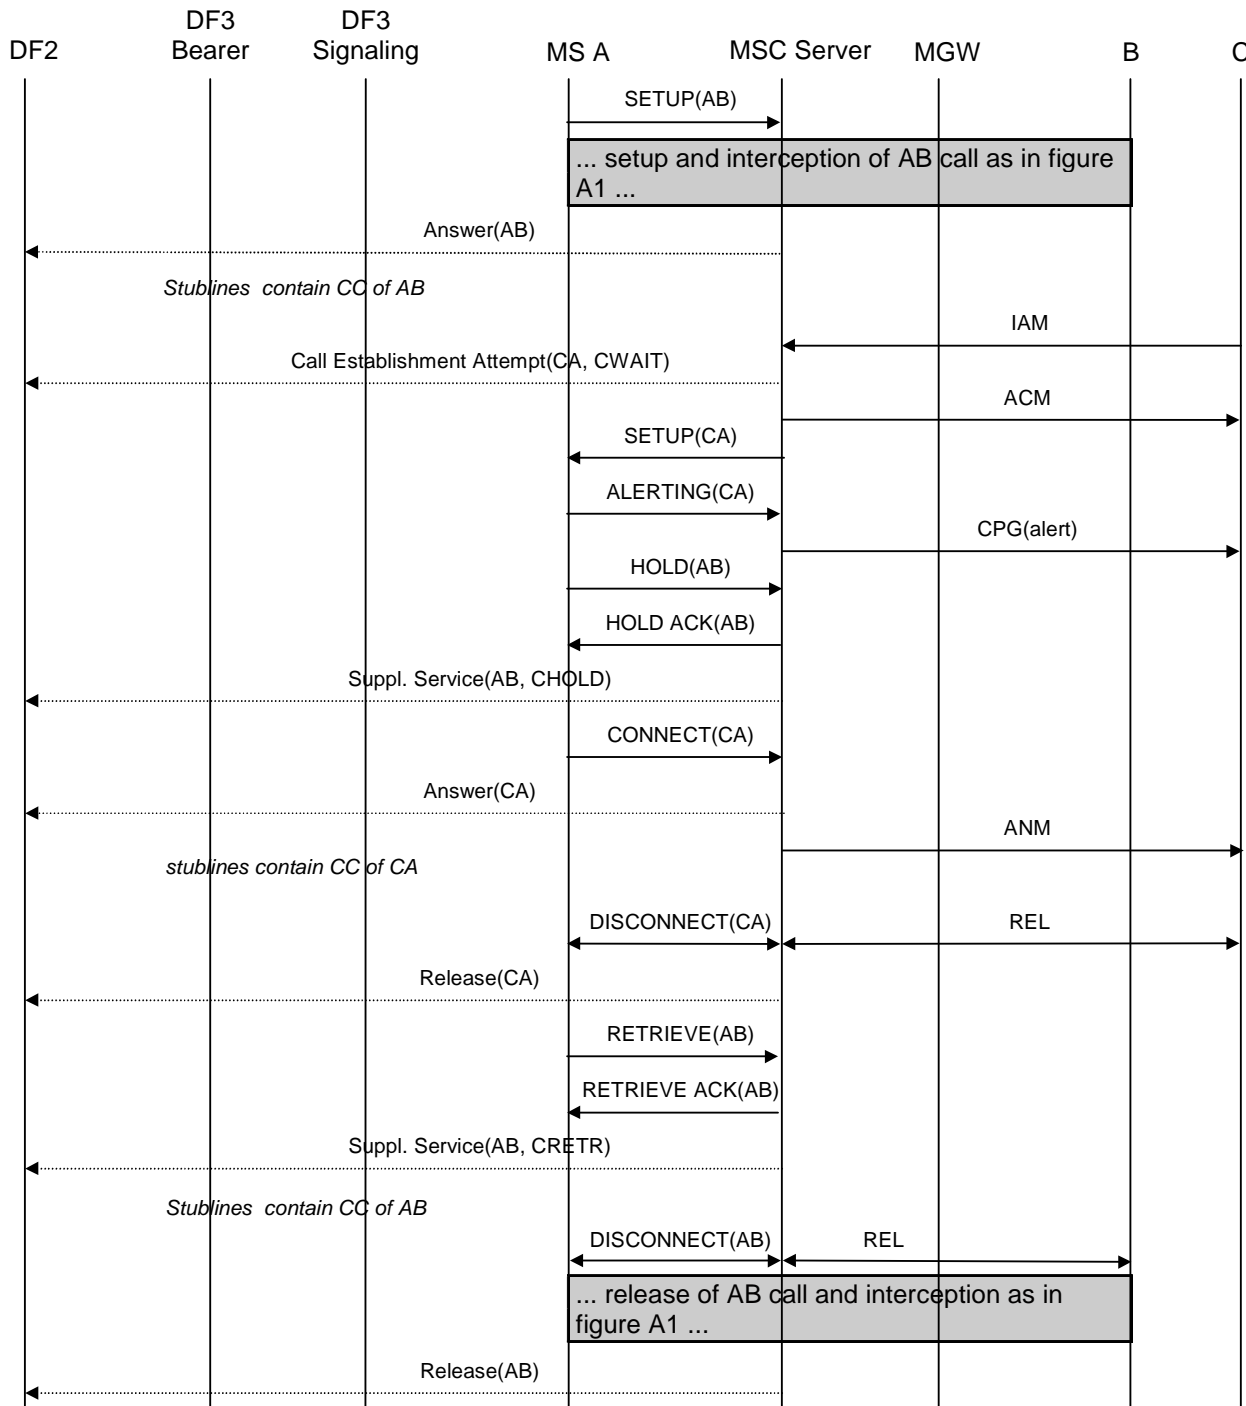 DF2
DF3
Bearer
DF3
Signaling
MS A
MSC Server
MGW
B
C
SETUP(AB)
... setup and interception of AB call as in figure
A1 ...
Answer(AB)
Stublines contain CC of AB
IAM
Call Establishment Attempt(CA, CWAIT)
ACM
SETUP(CA)
ALERTING(CA)
CPG(alert)
HOLD(AB)
HOLD ACK(AB)
Suppl. Service(AB, CHOLD)
CONNECT(CA)
Answer(CA)
ANM
stublines contain CC of CA
DISCONNECT(CA)
REL
Release(CA)
RETRIEVE(AB)
RETRIEVE ACK(AB)
Suppl. Service(AB, CRETR)
Stublines contain CC of AB
DISCONNECT(AB)
REL
... release of AB call and interception as in
figure A1 ...
Release(AB)